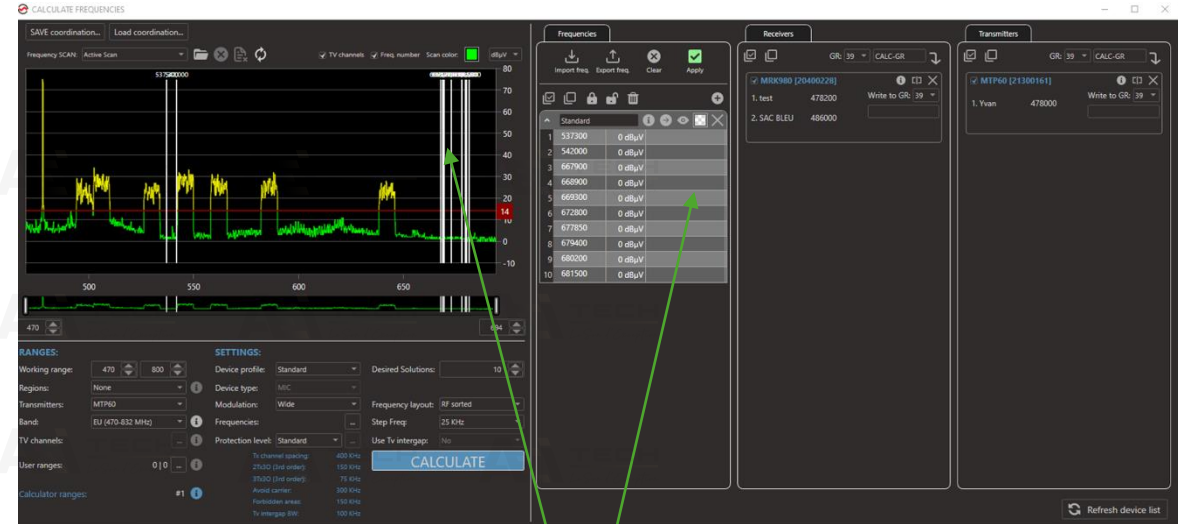 CALCULATE FREQUENCIES
SAVE coordination... Load coordination...
Frequency SCAN: Active Scan TV channels Freq. number Scan color: dBµV
80
70
60
50
40
30
20
14
10
0
-10
500 550 600 650
470 694
RANGES:
Working range: 470 800
Regions: None
Transmitters: MTP60
Band: EU (470-832 MHz)
TV channels: ...
User ranges: 0|0 ...
Calculator ranges: #1
SETTINGS:
Device profile: Standard Desired Solutions: 10
Device type: MIC
Modulation: Wide Frequency layout: RF sorted
Frequencies: ... Step Freq: 25 KHz
Protection level: Standard ... Use Tv intergap: No
Tx channel spacing: 400 KHz
2Tx3O (3rd order): 150 KHz
3Tx3O (3rd order): 75 KHz
Avoid carrier: 300 KHz
Forbidden areas: 150 KHz
Tv intergap BW: 500 KHz
CALCULATE
Frequencies
Import freq. Export freq. Clear Apply
Standard
1 537300 0 dBµV
2 542000 0 dBµV
3 667900 0 dBµV
4 668900 0 dBµV
5 669300 0 dBµV
6 672800 0 dBµV
7 677850 0 dBµV
8 679400 0 dBµV
9 680200 0 dBµV
10 681500 0 dBµV
Receivers
GR: 39 CALC-GR
MRK980 [20400228]
1. test 478200 Write to GR: 39
2. SAC BLEU 486000
Transmitters
GR: 39 CALC-GR
MTP60 [21300161]
1. Yvan 478000 Write to GR: 39
Refresh device list